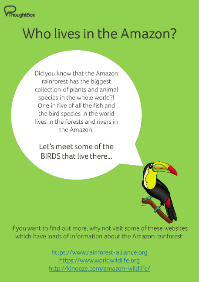 ThoughtBox
Who lives in the Amazon?
Did you know that the Amazon
rainforest has the biggest
collection of plants and animal
species in the whole world?!
One in five of all the fish and
the bird species in the world
lives in the forests and rivers in
the Amazon.
Let's meet some of the
BIRDS that live there...
If you want to find out more, why not visit some of these websites
which have loads of information about the Amazon rainforest:
https://www.rainforest-alliance.org
https://www.worldwildlife.org
http://kinooze.com/amazon-wildlife/